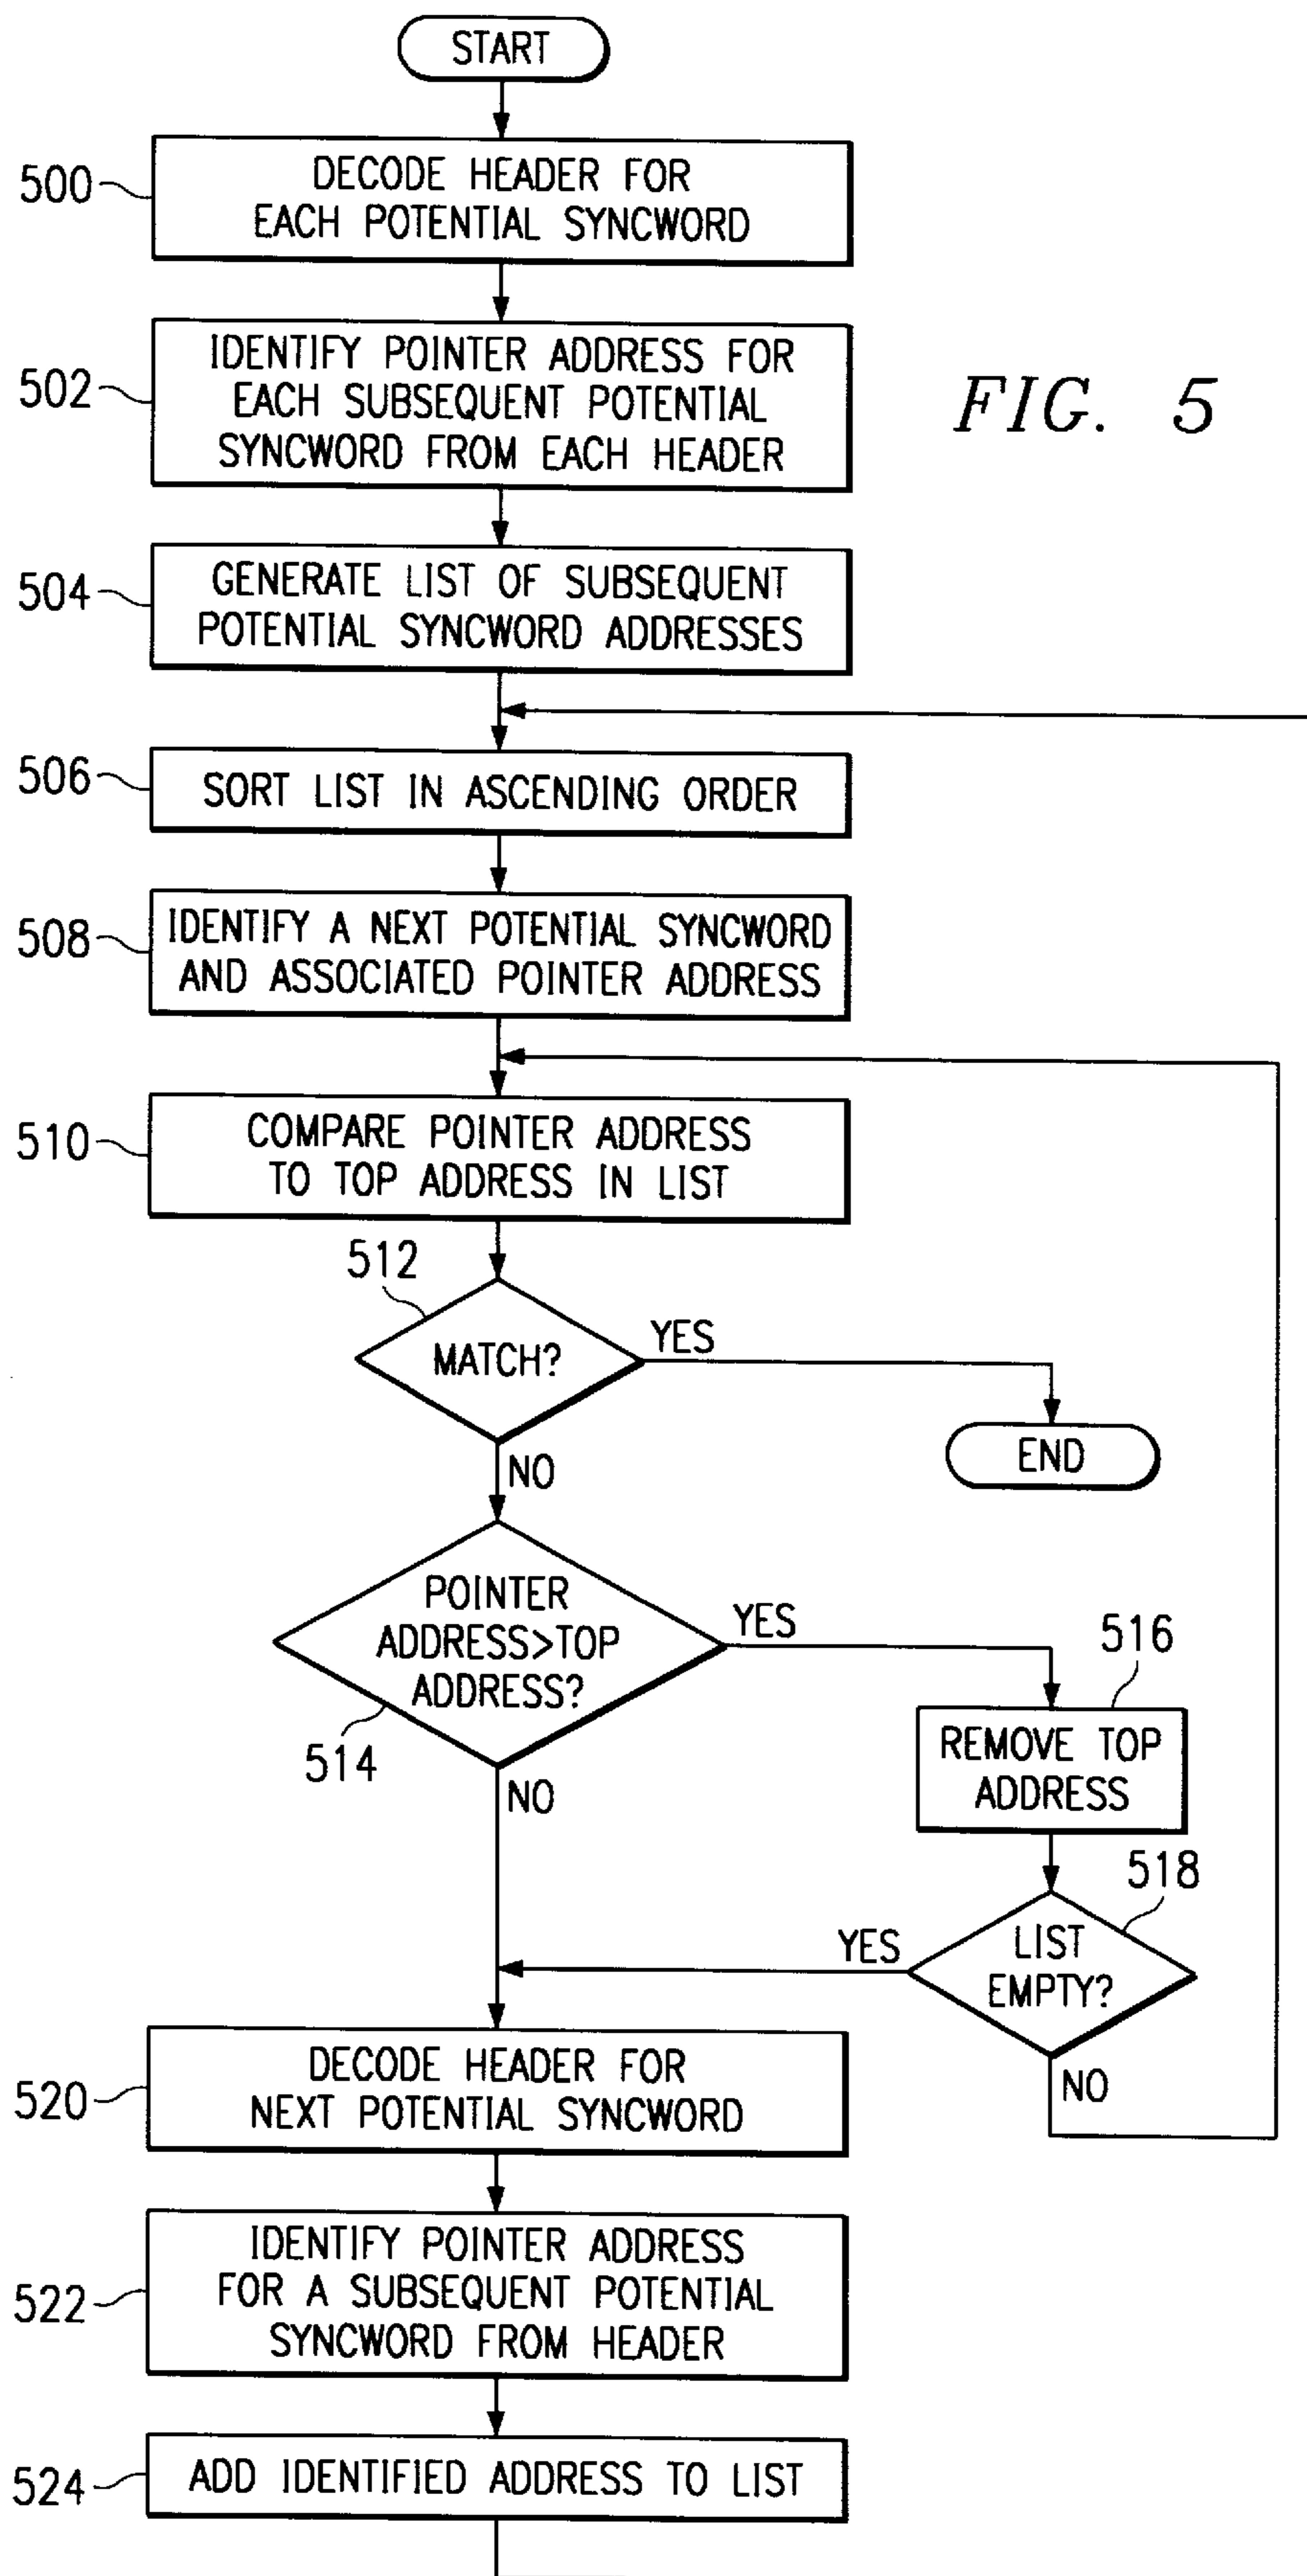 START
500
DECODE HEADER FOR
EACH POTENTIAL SYNCWORD
502
IDENTIFY POINTER ADDRESS FOR
EACH SUBSEQUENT POTENTIAL
SYNCWORD FROM EACH HEADER
FIG. 5
504
GENERATE LIST OF SUBSEQUENT
POTENTIAL SYNCWORD ADDRESSES
506
SORT LIST IN ASCENDING ORDER
508
IDENTIFY A NEXT POTENTIAL SYNCWORD
AND ASSOCIATED POINTER ADDRESS
510
COMPARE POINTER ADDRESS
TO TOP ADDRESS IN LIST
512
MATCH?
YES
END
NO
POINTER
ADDRESS>TOP
ADDRESS?
YES
514
NO
516
REMOVE TOP
ADDRESS
518
LIST
EMPTY?
YES
NO
520
DECODE HEADER FOR
NEXT POTENTIAL SYNCWORD
522
IDENTIFY POINTER ADDRESS
FOR A SUBSEQUENT POTENTIAL
SYNCWORD FROM HEADER
524
ADD IDENTIFIED ADDRESS TO LIST